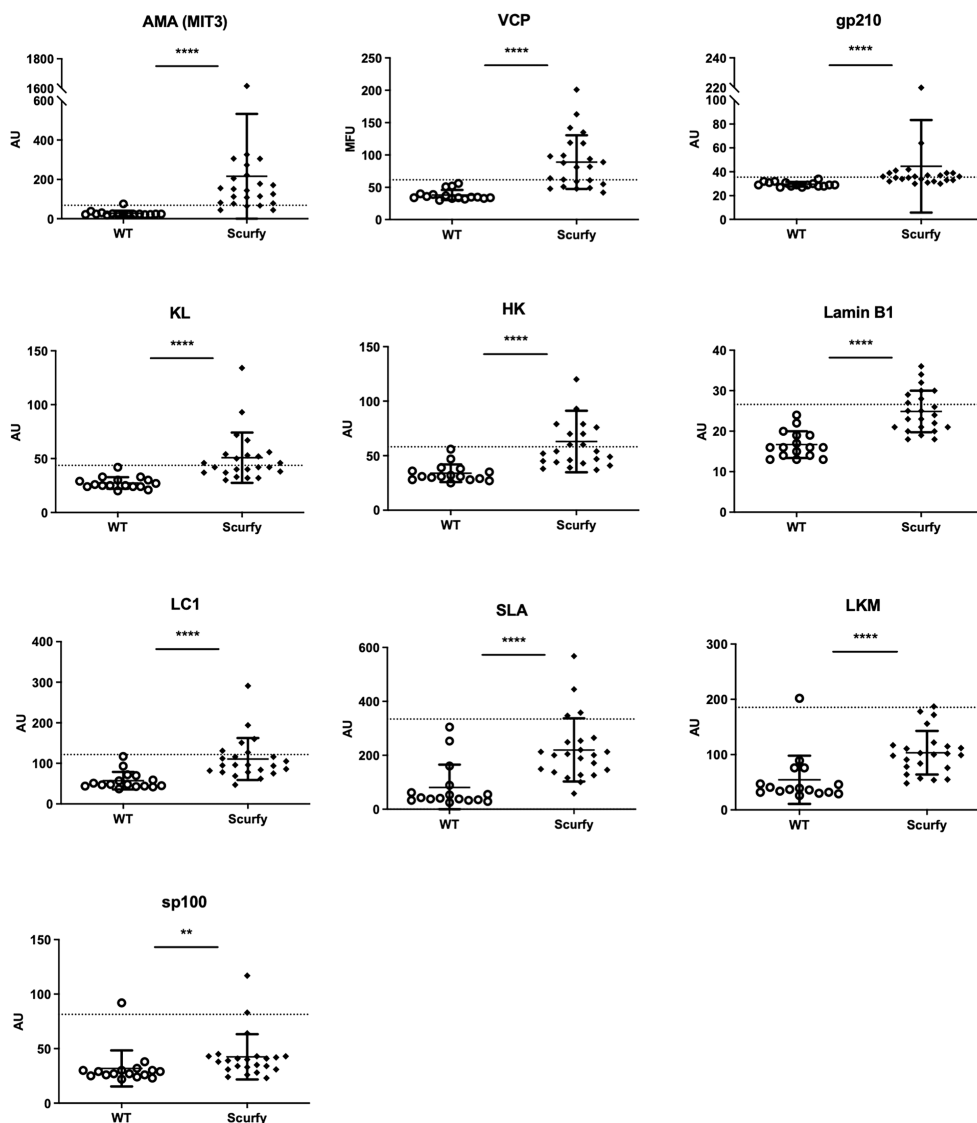 AMA (MIT3)
****
1800
1600
600
400
200
0
AU
WT
Scurfy
VCP
****
250
200
150
100
50
0
MFU
WT
Scurfy
gp210
****
240
220
100
80
60
40
20
0
AU
WT
Scurfy
KL
****
150
100
50
0
AU
WT
Scurfy
HK
****
150
100
50
0
AU
WT
Scurfy
Lamin B1
****
40
30
20
10
0
AU
WT
Scurfy
LC1
****
400
300
200
100
0
AU
WT
Scurfy
SLA
****
600
400
200
0
AU
WT
Scurfy
LKM
****
300
200
100
0
AU
WT
Scurfy
sp100
**
150
100
50
0
AU
WT
Scurfy